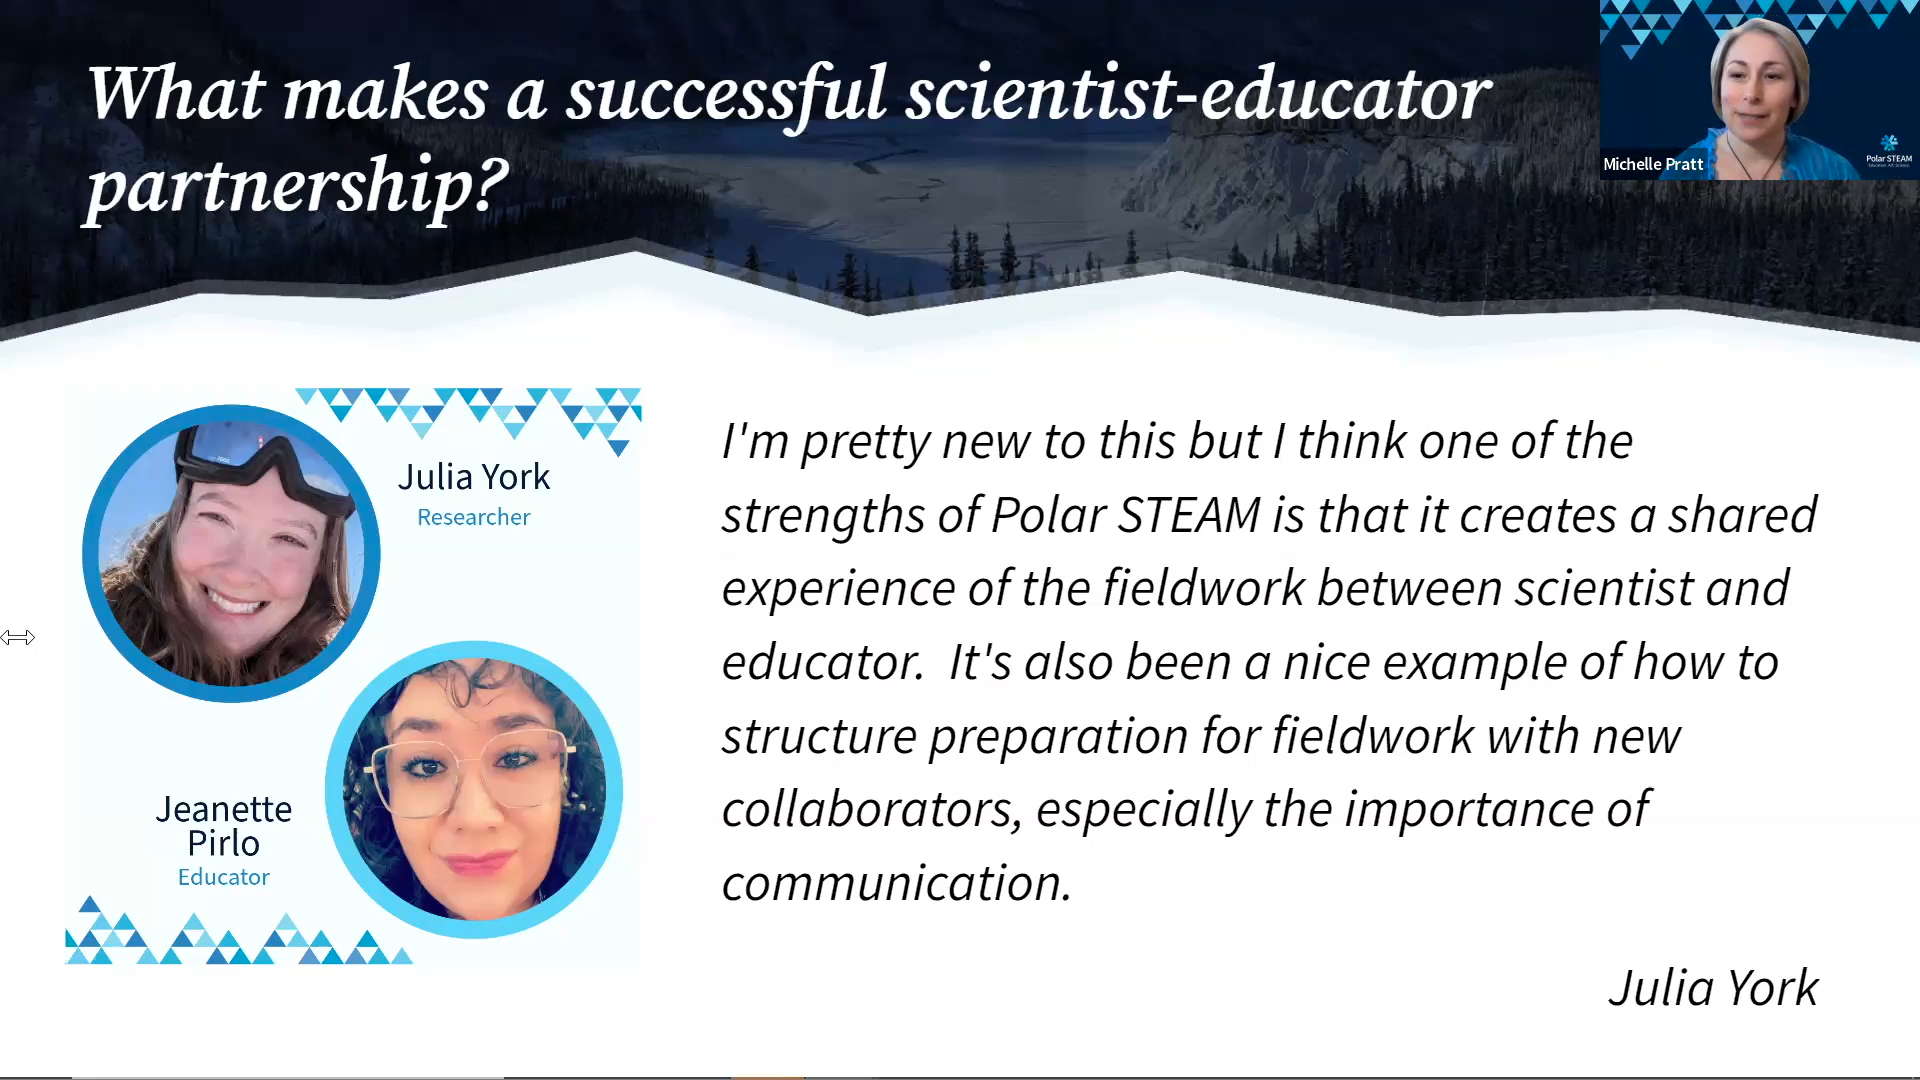 What makes a successful scientist-educator
partnership?
Michelle Pratt
Polar STEAM
Julia York
Researcher
Jeanette
Pirlo
Educator
I'm pretty new to this but I think one of the
strengths of Polar STEAM is that it creates a shared
experience of the fieldwork between scientist and
educator.  It's also been a nice example of how to
structure preparation for fieldwork with new
collaborators, especially the importance of
communication.
Julia York